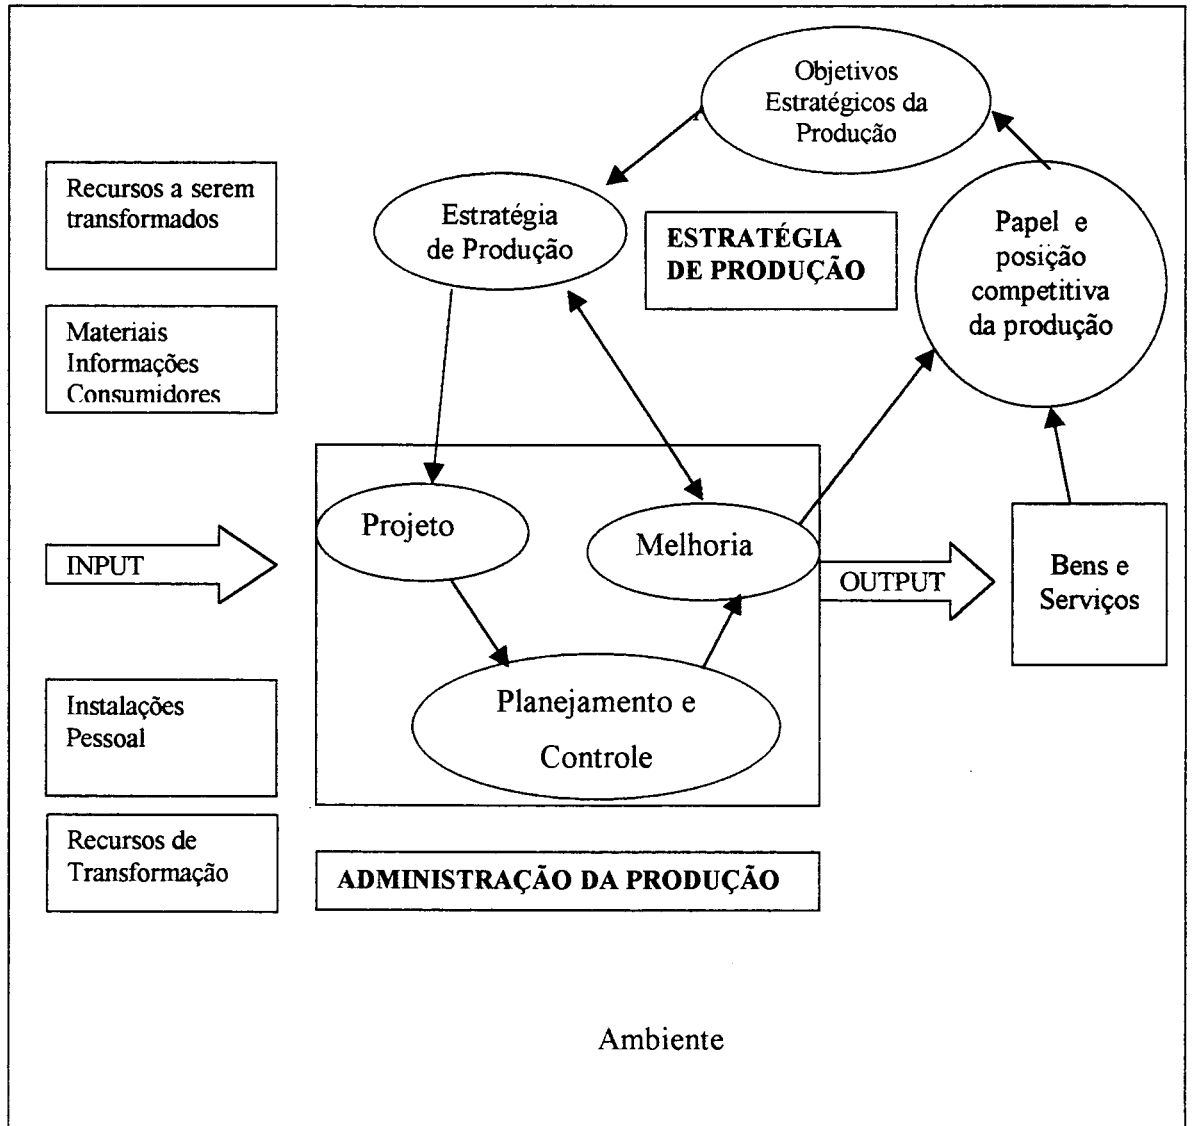 Objetivos
Estratégicos da
Produção
Recursos a serem
transformados
Estratégia
de Produção
ESTRATÉGIA
DE PRODUÇÃO
Papel e
posição
competitiva
da produção
Materiais
Informações
Consumidores
Projeto
Melhoria
INPUT
OUTPUT
Bens e
Serviços
Planejamento e
Controle
Instalações
Pessoal
Recursos de
Transformação
ADMINISTRAÇÃO DA PRODUÇÃO
Ambiente